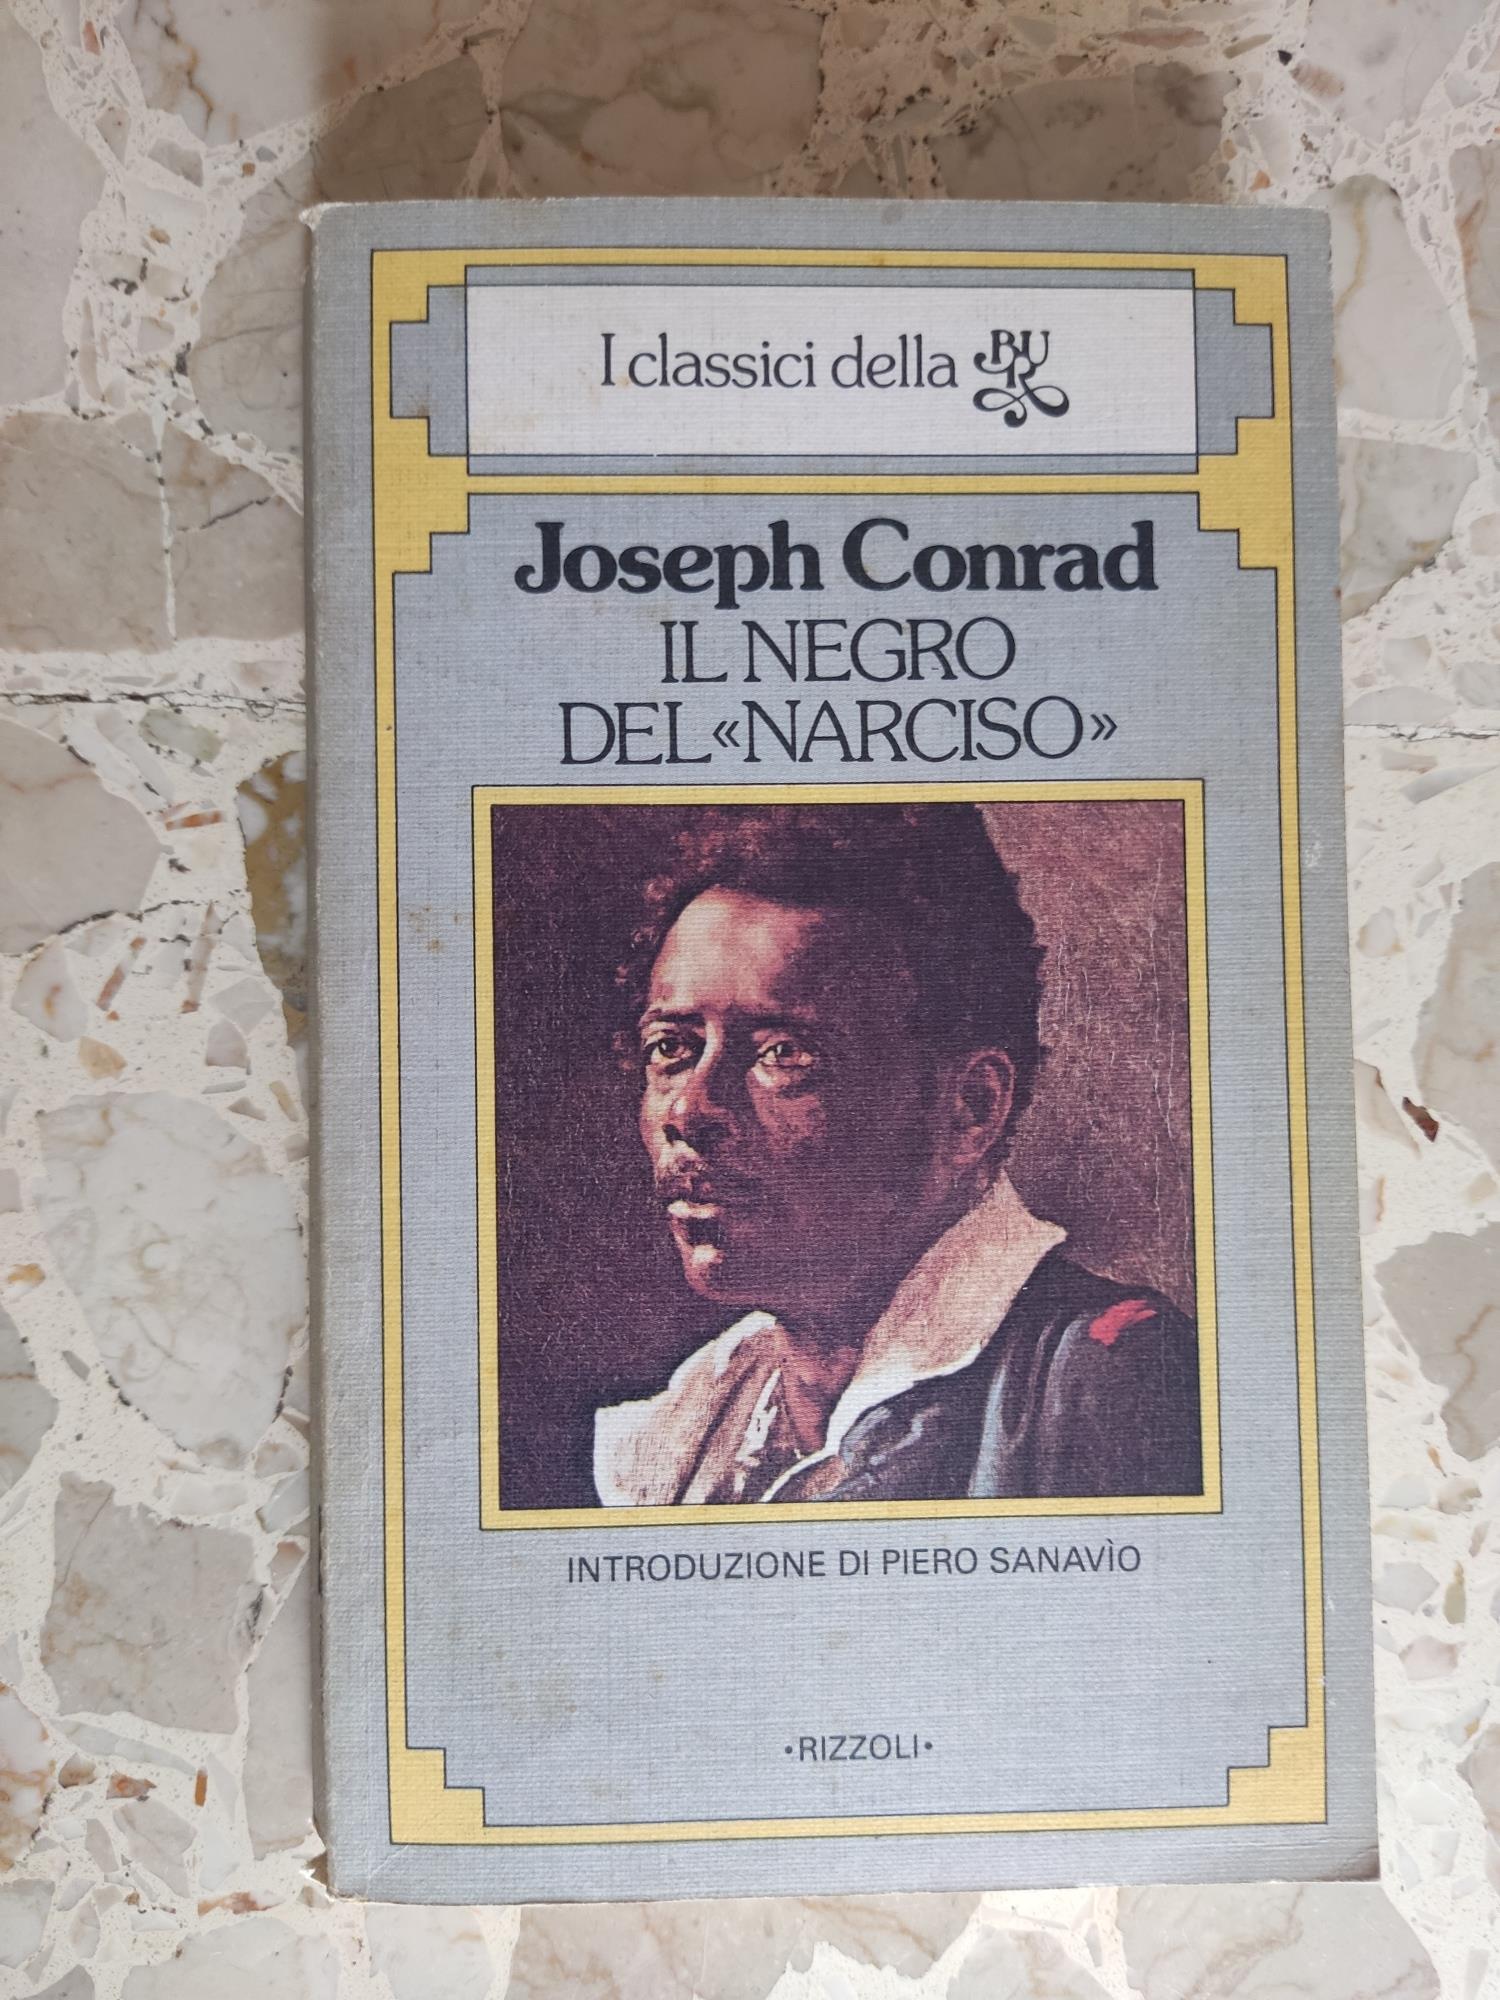 I classici della BUR
Joseph Conrad
IL NEGRO
DEL «NARCISO»
INTRODUZIONE DI PIERO SANAVÌO
•RIZZOLI•